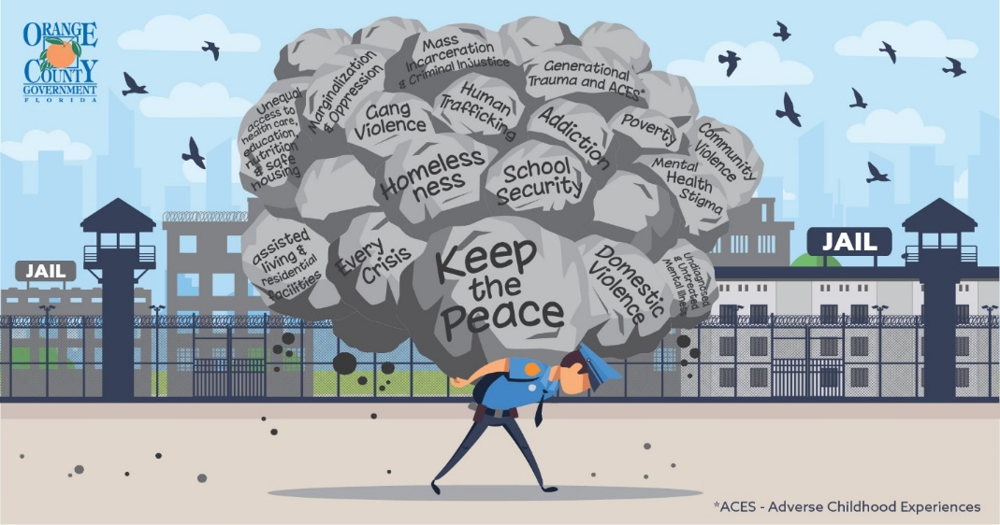 ORANGE
COUNTY
GOVERNMENT
FLORIDA
Mass
Incarceration
& Criminal Injustice
Marginalization
& Oppression
Generational
Trauma and ACES*
Unequal
access to
health care,
education,
nutrition
& safe
housing
Gang
Violence
Human
Trafficking
Addiction
Poverty
Community
Violence
Homeless
ness
School
Security
Mental
Health
Stigma
assisted
living &
residential
facilities
Every
Crisis
Keep
the
Peace
Domestic
Violence
Undiagnosed
& Untreated
Mental Illness
JAIL
JAIL
*ACES - Adverse Childhood Experiences